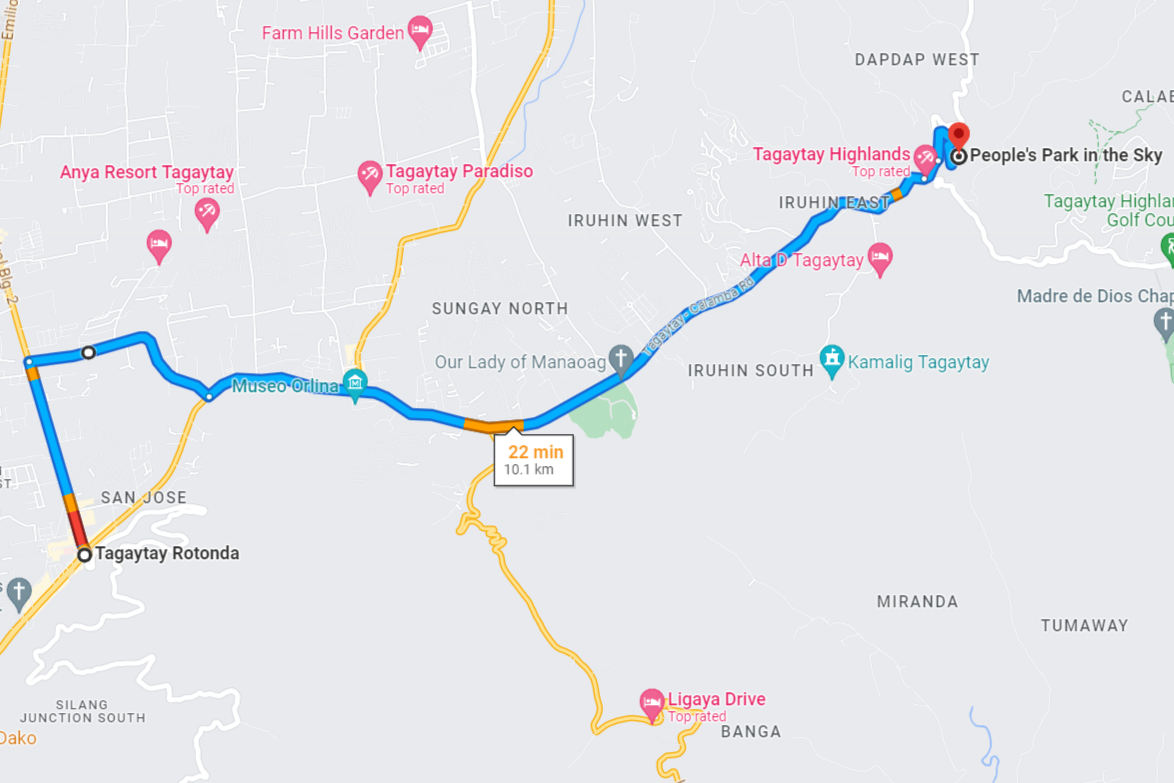 Emilio
Farm Hills Garden
DAPDAP WEST
CALAB
Tagaytay Highlands
Top rated
People's Park in the Sky
Anya Resort Tagaytay
Top rated
Tagaytay Paradiso
Top rated
IRUHIN EAST
Tagaytay Highlan
Golf Cou
IRUHIN WEST
Alta D Tagaytay
Madre de Dios Chap
Tagaytay - Calamba Rd
SUNGAY NORTH
Our Lady of Manaoag
IRUHIN SOUTH
Kamalig Tagaytay
Museo Orlina
22 min
10.1 km
SAN JOSE
Tagaytay Rotonda
MIRANDA
TUMAWAY
SILANG
JUNCTION SOUTH
Ligaya Drive
Top rated
BANGA
Dako